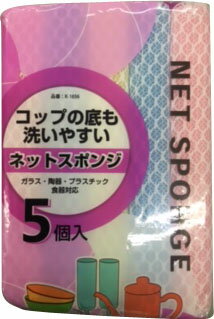 品番：K 1656
コップの底も
洗いやすい
ネットスポンジ
ガラス・陶器・プラスチック
食器対応
5個入
NET SPONGE